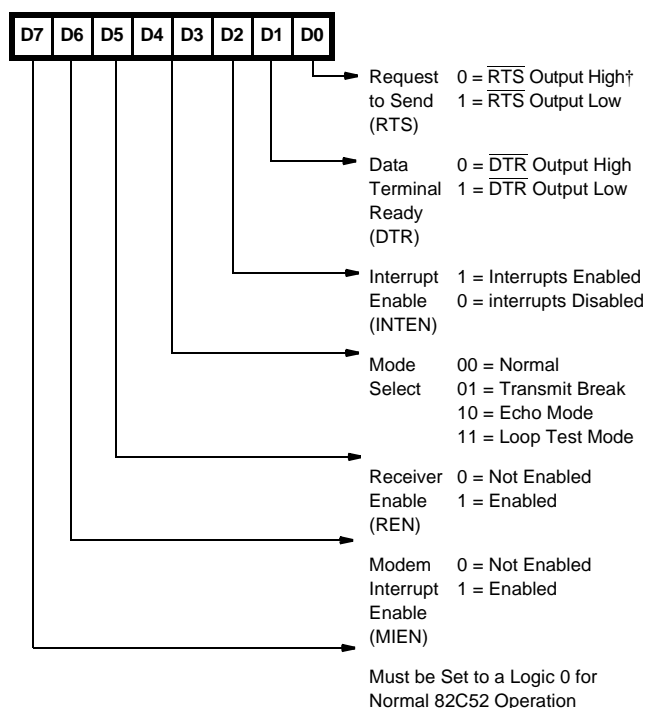 D7 D6 D5 D4 D3 D2 D1 D0
Request 0 = RTS Output High†
to Send 1 = RTS Output Low
(RTS)
Data 0 = DTR Output High
Terminal 1 = DTR Output Low
Ready
(DTR)
Interrupt 1 = Interrupts Enabled
Enable 0 = interrupts Disabled
(INTEN)
Mode 00 = Normal
Select 01 = Transmit Break
10 = Echo Mode
11 = Loop Test Mode
Receiver 0 = Not Enabled
Enable 1 = Enabled
(REN)
Modem 0 = Not Enabled
Interrupt 1 = Enabled
Enable
(MIEN)
Must be Set to a Logic 0 for
Normal 82C52 Operation